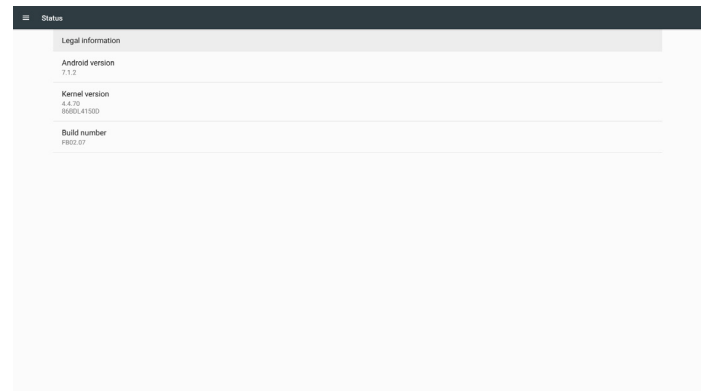 Status
Legal information
Android version
7.1.2
Kernel version
4.4.70
86BDL4150D
Build number
FB02.07